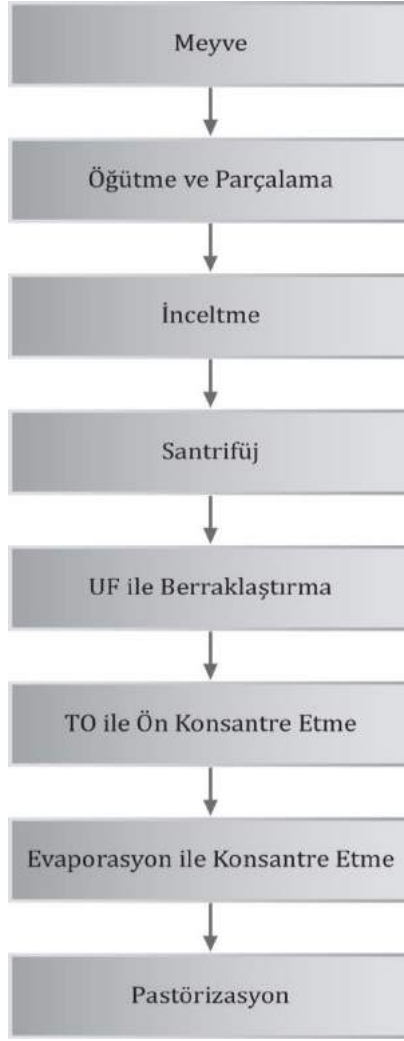 Meyve
Öğütme ve Parçalama
İnceltme
Santrifüj
UF ile Berraklaştırma
TO ile Ön Konsantre Etme
Evaporasyon ile Konsantre Etme
Pastörizasyon